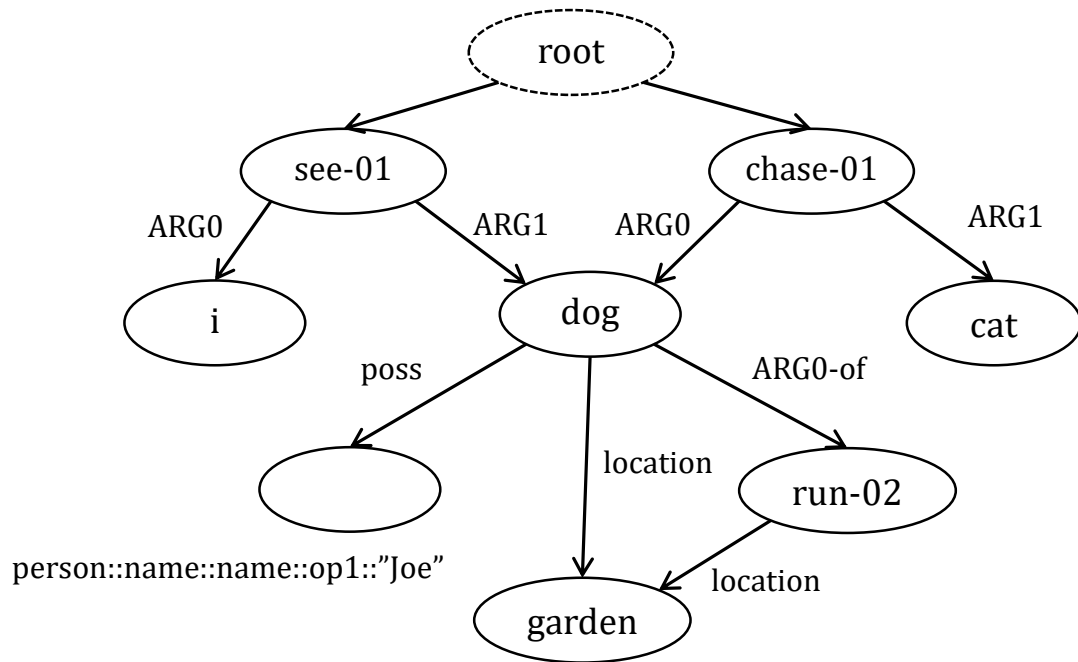 root
see-01
chase-01
ARG0
ARG1
ARG0
ARG1
i
dog
cat
poss
ARG0-of
location
run-02
person::name::name::op1::”Joe”
location
garden